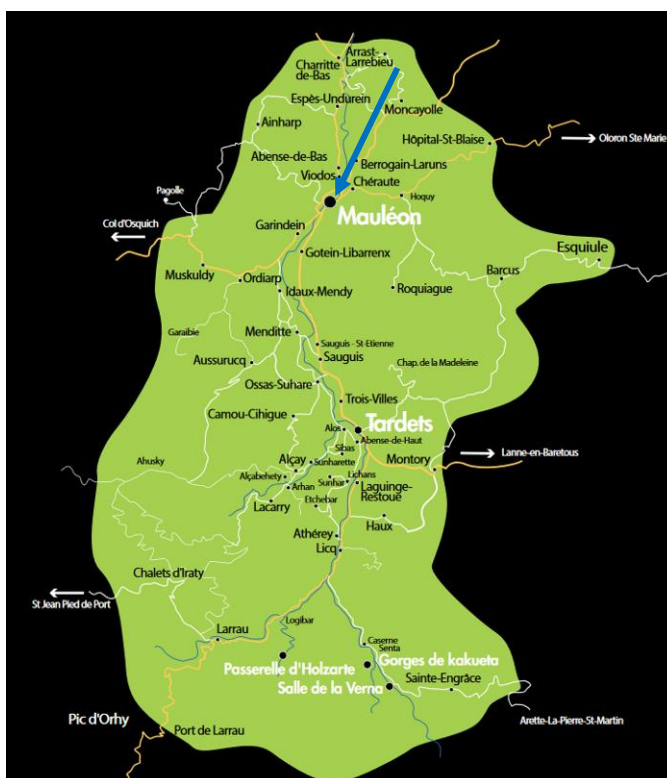 Arrast-
Larrebieu
Charritte
de-Bas
Espès-Undurein
Moncayolle
Ainharp
Hôpital-St-Blaise
Oloron Ste Marie
Abense-de-Bas
Berrogain-Laruns
Viodos
Chéraute
Pagolle
Hoquy
Mauléon
Col d'Osquich
Garindein
Gotein-Libarrenx
Esquiule
Muskuldy
Ordiarp
Barcus
Idaux-Mendy
Roquiague
Garaibie
Menditte
Sauguis - St-Etienne
Aussurucq
Sauguis
Chap. de la Madeleine
Ossas-Suhare
Trois-Villes
Camou-Cihigue
Tardets
Alos
Abense-de-Haut
Sibas
Lanne-en-Baretous
Ahusky
Alçay
Sunharette
Montory
Alçabehety
Lichans
Arhan
Sunhar
Laguinge-
Restoue
Lacarry
Etchebar
Haux
Athérey
Licq
Chalets d'Iraty
St Jean Pied de Port
Logibar
Larrau
Caserne
Senta
Passerelle d'Holzarte
Gorges de kakueta
Sainte-Engrâce
Salle de la Verna
Pic d'Orhy
Port de Larrau
Arette-La-Pierre-St-Martin